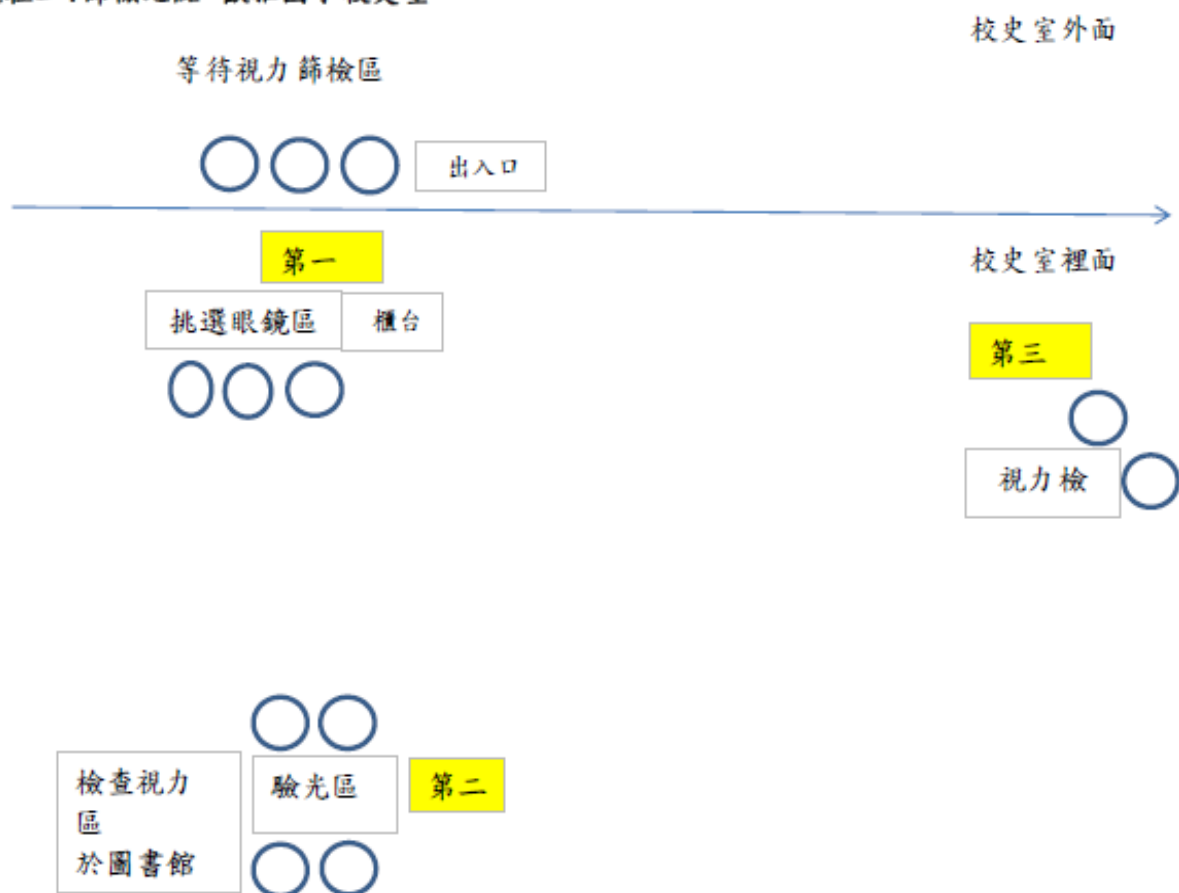 校史室外面
等待視力篩檢區
出入口
第一
校史室裡面
挑選眼鏡區
櫃台
第三
視力檢
檢查視力
區
於圖書館
驗光區
第二